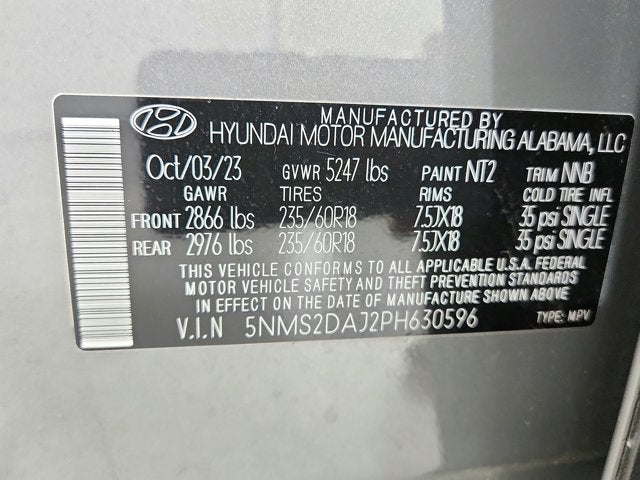 MANUFACTURED BY
HYUNDAI MOTOR MANUFACTURING ALABAMA, LLC
Oct/03/23 GVWR 5247 lbs PAINT NT2 TRIM NNB
GAWR TIRES RIMS COLD TIRE INFL
FRONT 2866 lbs 235/60R18 7.5JX18 35 psi SINGLE
REAR 2976 lbs 235/60R18 7.5JX18 35 psi SINGLE
THIS VEHICLE CONFORMS TO ALL APPLICABLE U.S.A. FEDERAL
MOTOR VEHICLE SAFETY AND THEFT PREVENTION STANDARDS
IN EFFECT ON THE DATE OF MANUFACTURE SHOWN ABOVE
V.I.N 5NMS2DAJ2PH630596 TYPE: MPV